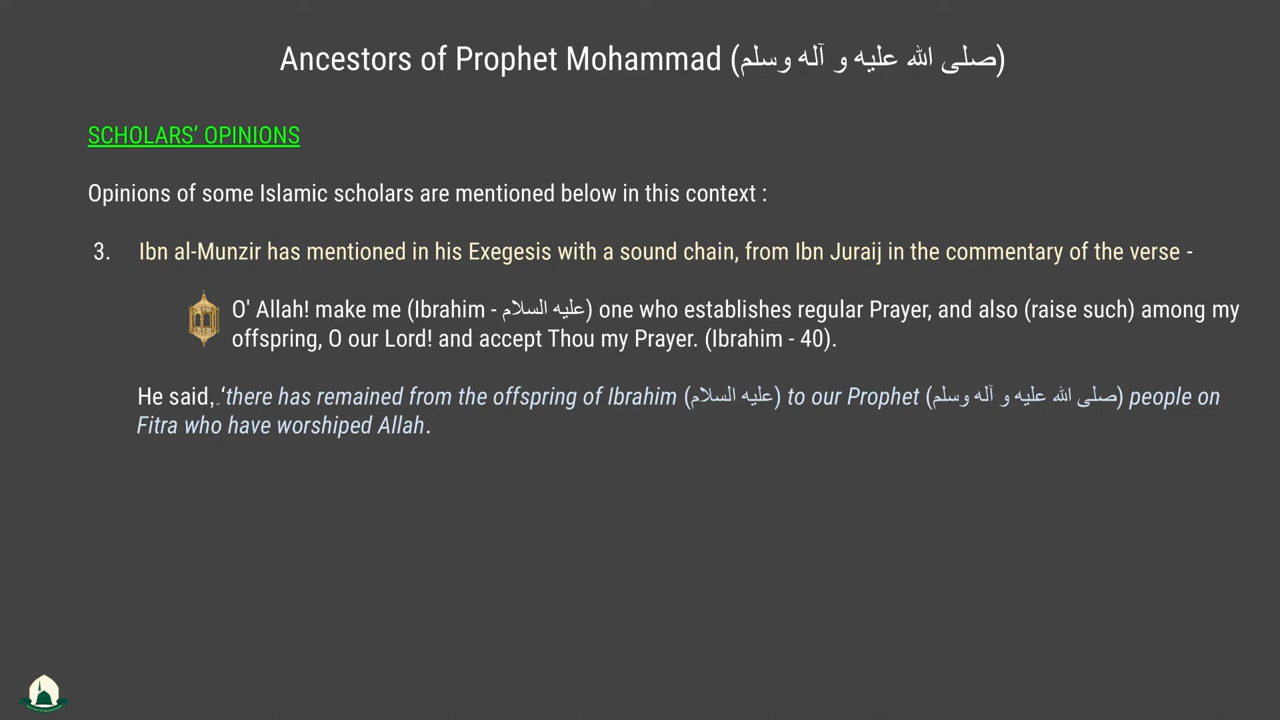 Ancestors of Prophet Mohammad (صلى الله عليه و آله وسلم)
SCHOLARS’ OPINIONS
Opinions of some Islamic scholars are mentioned below in this context :
3. Ibn al-Munzir has mentioned in his Exegesis with a sound chain, from Ibn Juraij in the commentary of the verse -
O' Allah! make me (Ibrahim - عليه السلام) one who establishes regular Prayer, and also (raise such) among my
offspring, O our Lord! and accept Thou my Prayer. (Ibrahim - 40).
He said, ‘there has remained from the offspring of Ibrahim (عليه السلام) to our Prophet (صلى الله عليه و آله وسلم) people on
Fitra who have worshiped Allah.